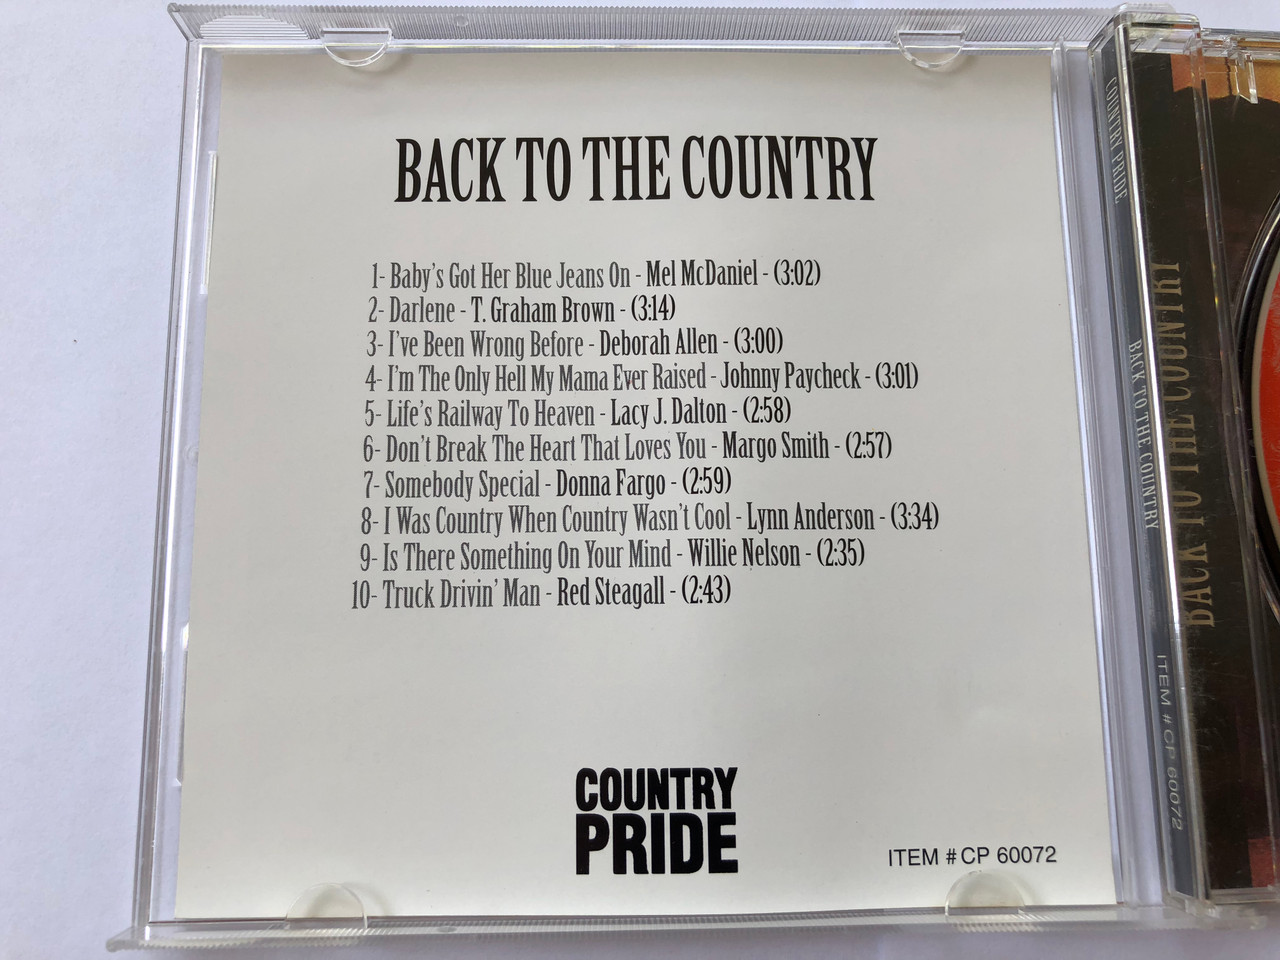 BACK TO THE COUNTRY
1- Baby's Got Her Blue Jeans On - Mel McDaniel - (3:02)
2- Darlene - T. Graham Brown - (3:14)
3- I've Been Wrong Before - Deborah Allen - (3:00)
4- I'm The Only Hell My Mama Ever Raised - Johnny Paycheck - (3:01)
5- Life's Railway To Heaven - Lacy J. Dalton - (2:58)
6- Don't Break The Heart That Loves You - Margo Smith - (2:57)
7- Somebody Special - Donna Fargo - (2:59)
8- I Was Country When Country Wasn't Cool - Lynn Anderson - (3:34)
9- Is There Something On Your Mind - Willie Nelson - (2:35)
10- Truck Drivin' Man - Red Steagall - (2:43)
COUNTRY
PRIDE
ITEM # CP 60072
COUNTRY PRIDE
BACK TO THE COUNTRY
ITEM # CP 60072
BACK TO THE COUNTRY